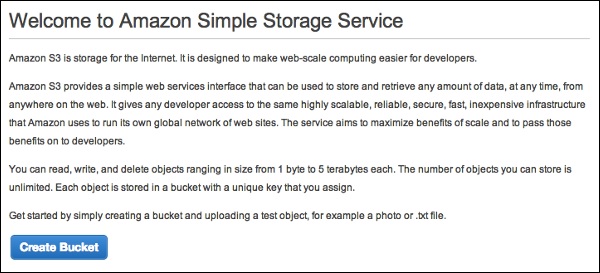 Welcome to Amazon Simple Storage Service
Amazon S3 is storage for the Internet. It is designed to make web-scale computing easier for developers.
Amazon S3 provides a simple web services interface that can be used to store and retrieve any amount of data, at any time, from
anywhere on the web. It gives any developer access to the same highly scalable, reliable, secure, fast, inexpensive infrastructure
that Amazon uses to run its own global network of web sites. The service aims to maximize benefits of scale and to pass those
benefits on to developers.
You can read, write, and delete objects ranging in size from 1 byte to 5 terabytes each. The number of objects you can store is
unlimited. Each object is stored in a bucket with a unique key that you assign.
Get started by simply creating a bucket and uploading a test object, for example a photo or .txt file.
Create Bucket